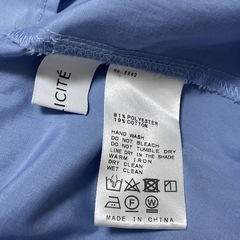 LICITÉ
81% POLYESTER
19% COTTON
HAND WASH
DO NOT BLEACH
DO NOT TUMBLE DRY
LINE DRY IN THE SHADE
WARM IRON
DRY CLEAN
WET CLEAN
MADE IN CHINA